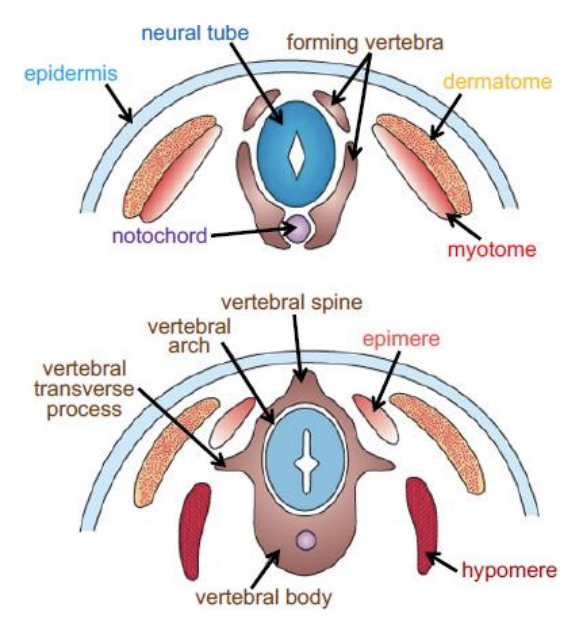 neural tube
forming vertebra
epidermis
dermatome
notochord
myotome
vertebral spine
vertebral
arch
epimere
vertebral
transverse
process
hypomere
vertebral body